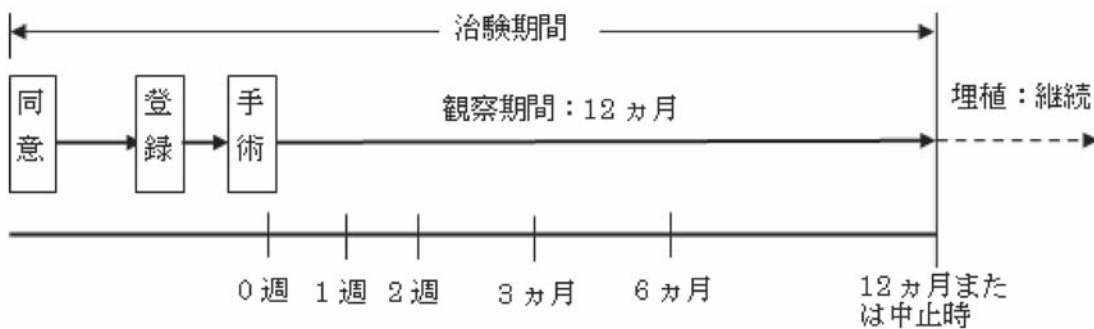 治験期間
同意
登録
手術
観察期間：12ヵ月
埋植：継続
0週
1週
2週
3ヵ月
6ヵ月
12ヵ月また
は中止時